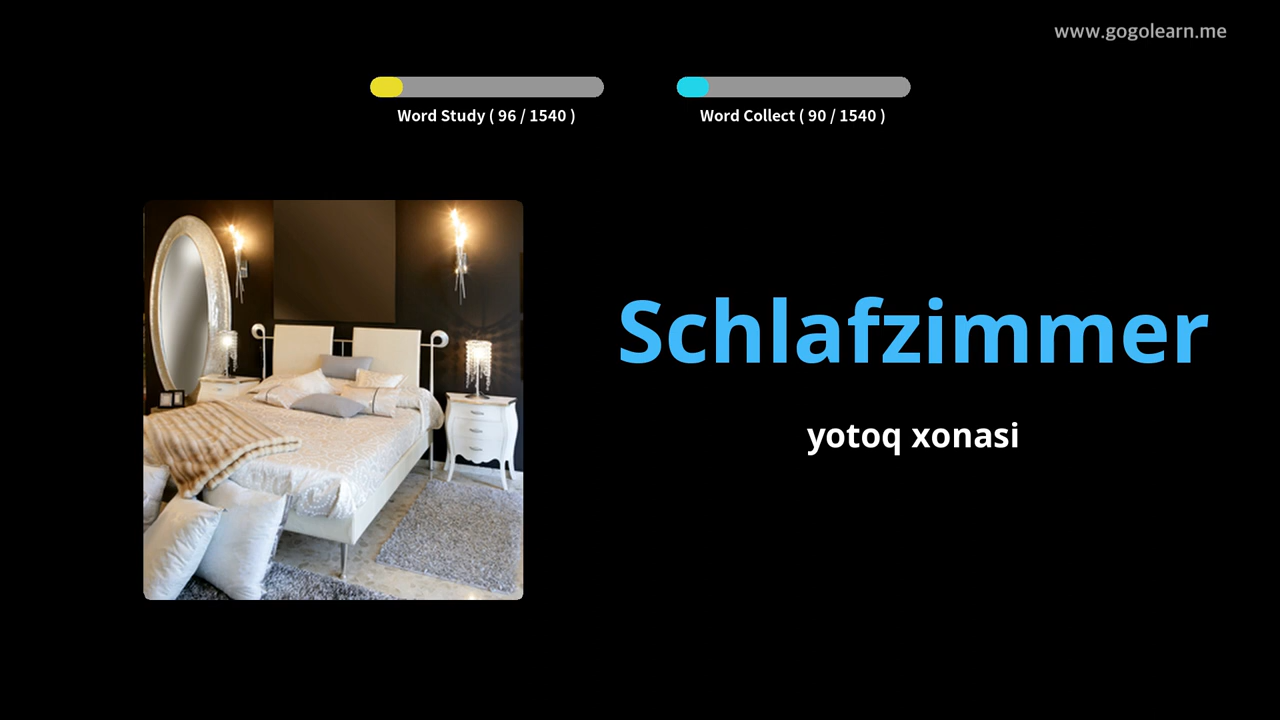 www.gogolearn.me
Word Study ( 96 / 1540 )
Word Collect ( 90 / 1540 )
Schlafzimmer
yotoq xonasi